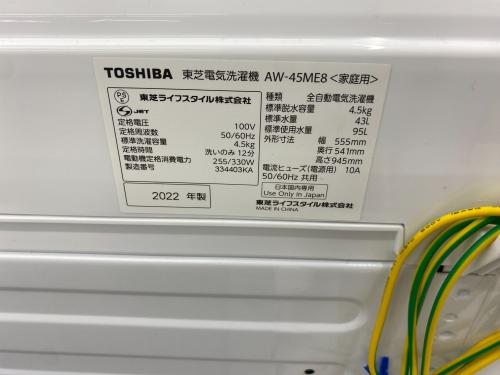 TOSHIBA 東芝電気洗濯機 AW-45ME8<家庭用>
PS E
東芝ライフスタイル株式会社
JET
定格電圧 100V
定格周波数 50/60Hz
標準洗濯容量 4.5kg
定格時間 洗いのみ 12分
電動機定格消費電力 255/330W
製造番号 334403KA
2022 年製
種類 全自動電気洗濯機
標準脱水容量 4.5kg
標準水量 43L
標準使用水量 95L
外形寸法 幅 555mm
奥行 541mm
高さ 945mm
電流ヒューズ(電源用) 10A
50/60Hz 共用
日本国内専用
Use Only in Japan
東芝ライフスタイル株式会社
MADE IN CHINA